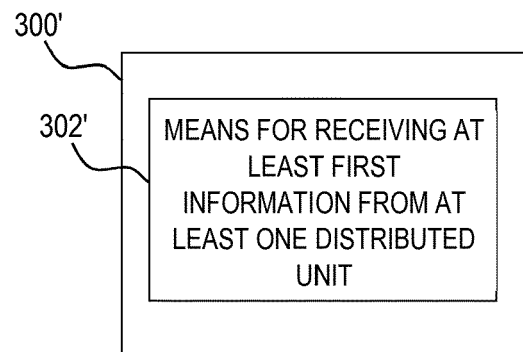 300'
302'
MEANS FOR RECEIVING AT
LEAST FIRST
INFORMATION FROM AT
LEAST ONE DISTRIBUTED
UNIT